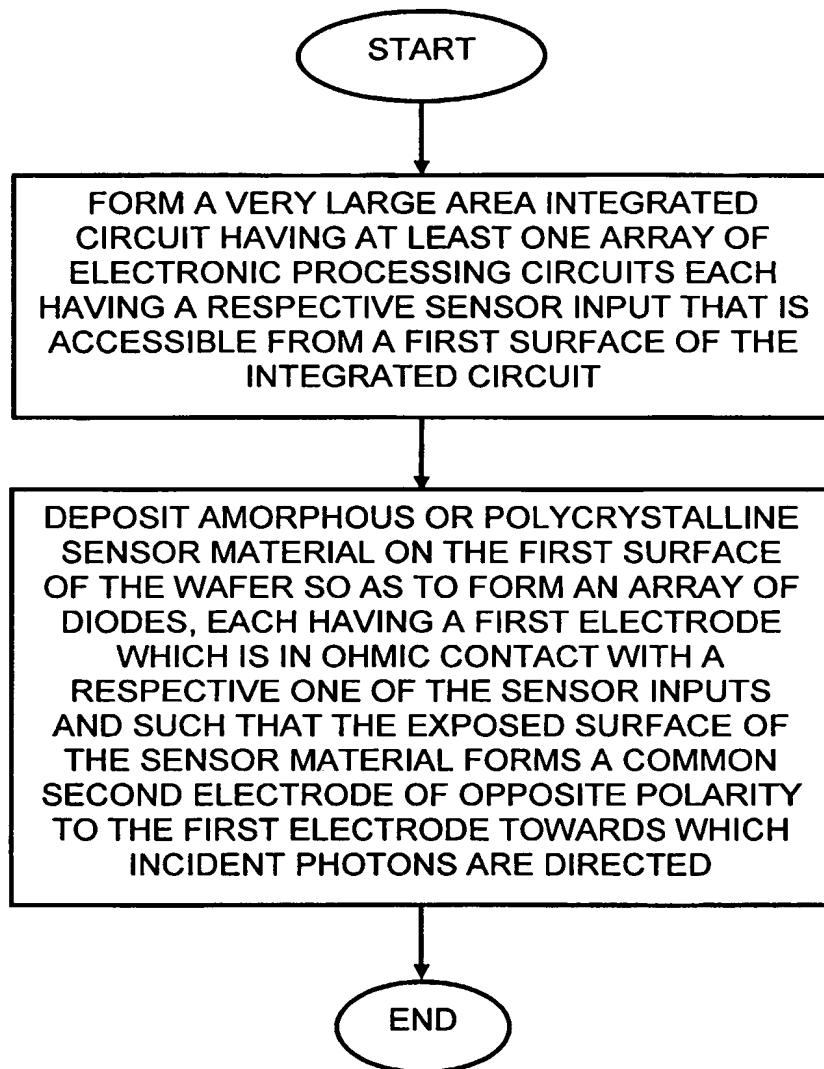 START
FORM A VERY LARGE AREA INTEGRATED
CIRCUIT HAVING AT LEAST ONE ARRAY OF
ELECTRONIC PROCESSING CIRCUITS EACH
HAVING A RESPECTIVE SENSOR INPUT THAT IS
ACCESSIBLE FROM A FIRST SURFACE OF THE
INTEGRATED CIRCUIT
DEPOSIT AMORPHOUS OR POLYCRYSTALLINE
SENSOR MATERIAL ON THE FIRST SURFACE
OF THE WAFER SO AS TO FORM AN ARRAY OF
DIODES, EACH HAVING A FIRST ELECTRODE
WHICH IS IN OHMIC CONTACT WITH A
RESPECTIVE ONE OF THE SENSOR INPUTS
AND SUCH THAT THE EXPOSED SURFACE OF
THE SENSOR MATERIAL FORMS A COMMON
SECOND ELECTRODE OF OPPOSITE POLARITY
TO THE FIRST ELECTRODE TOWARDS WHICH
INCIDENT PHOTONS ARE DIRECTED
END